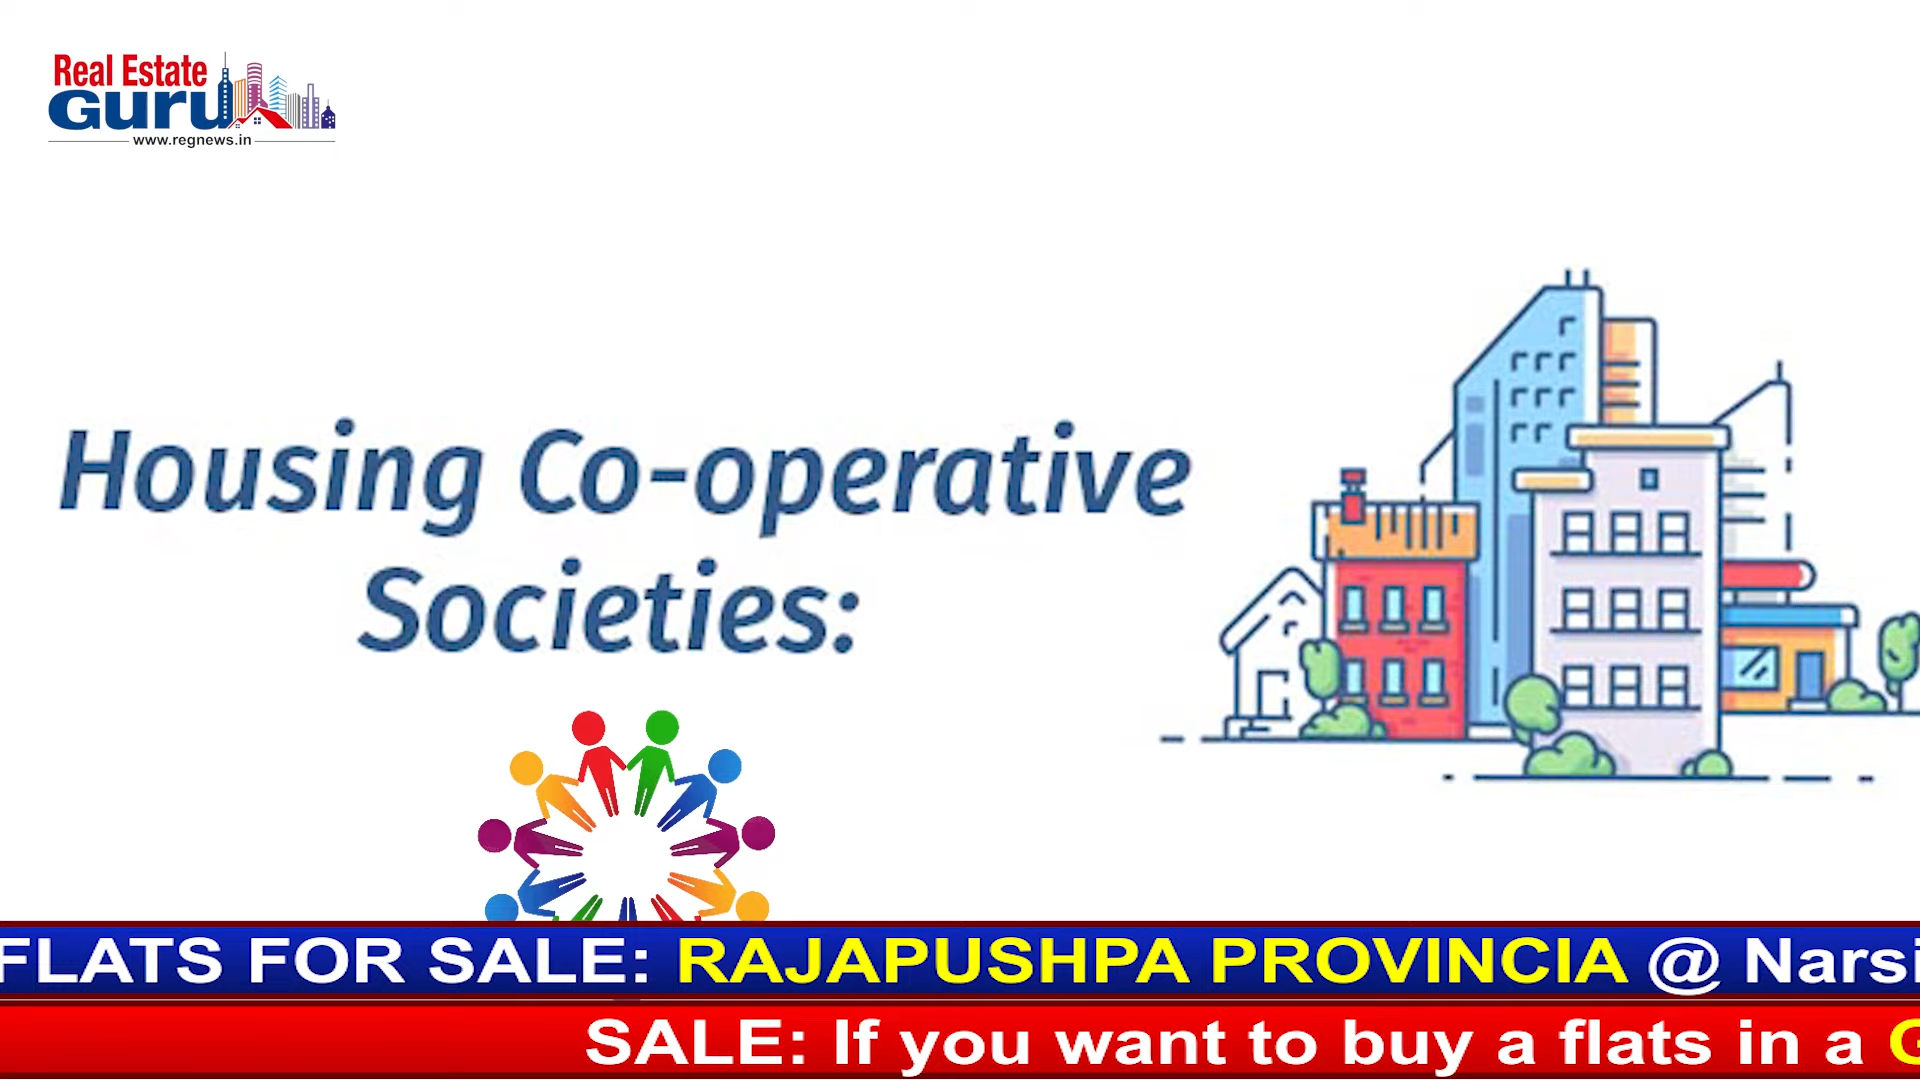 Real Estate
Guru
www.regnews.in
Housing Co-operative
Societies:
FLATS FOR SALE: RAJAPUSHPA PROVINCIA @ Narsi
SALE: If you want to buy a flats in a